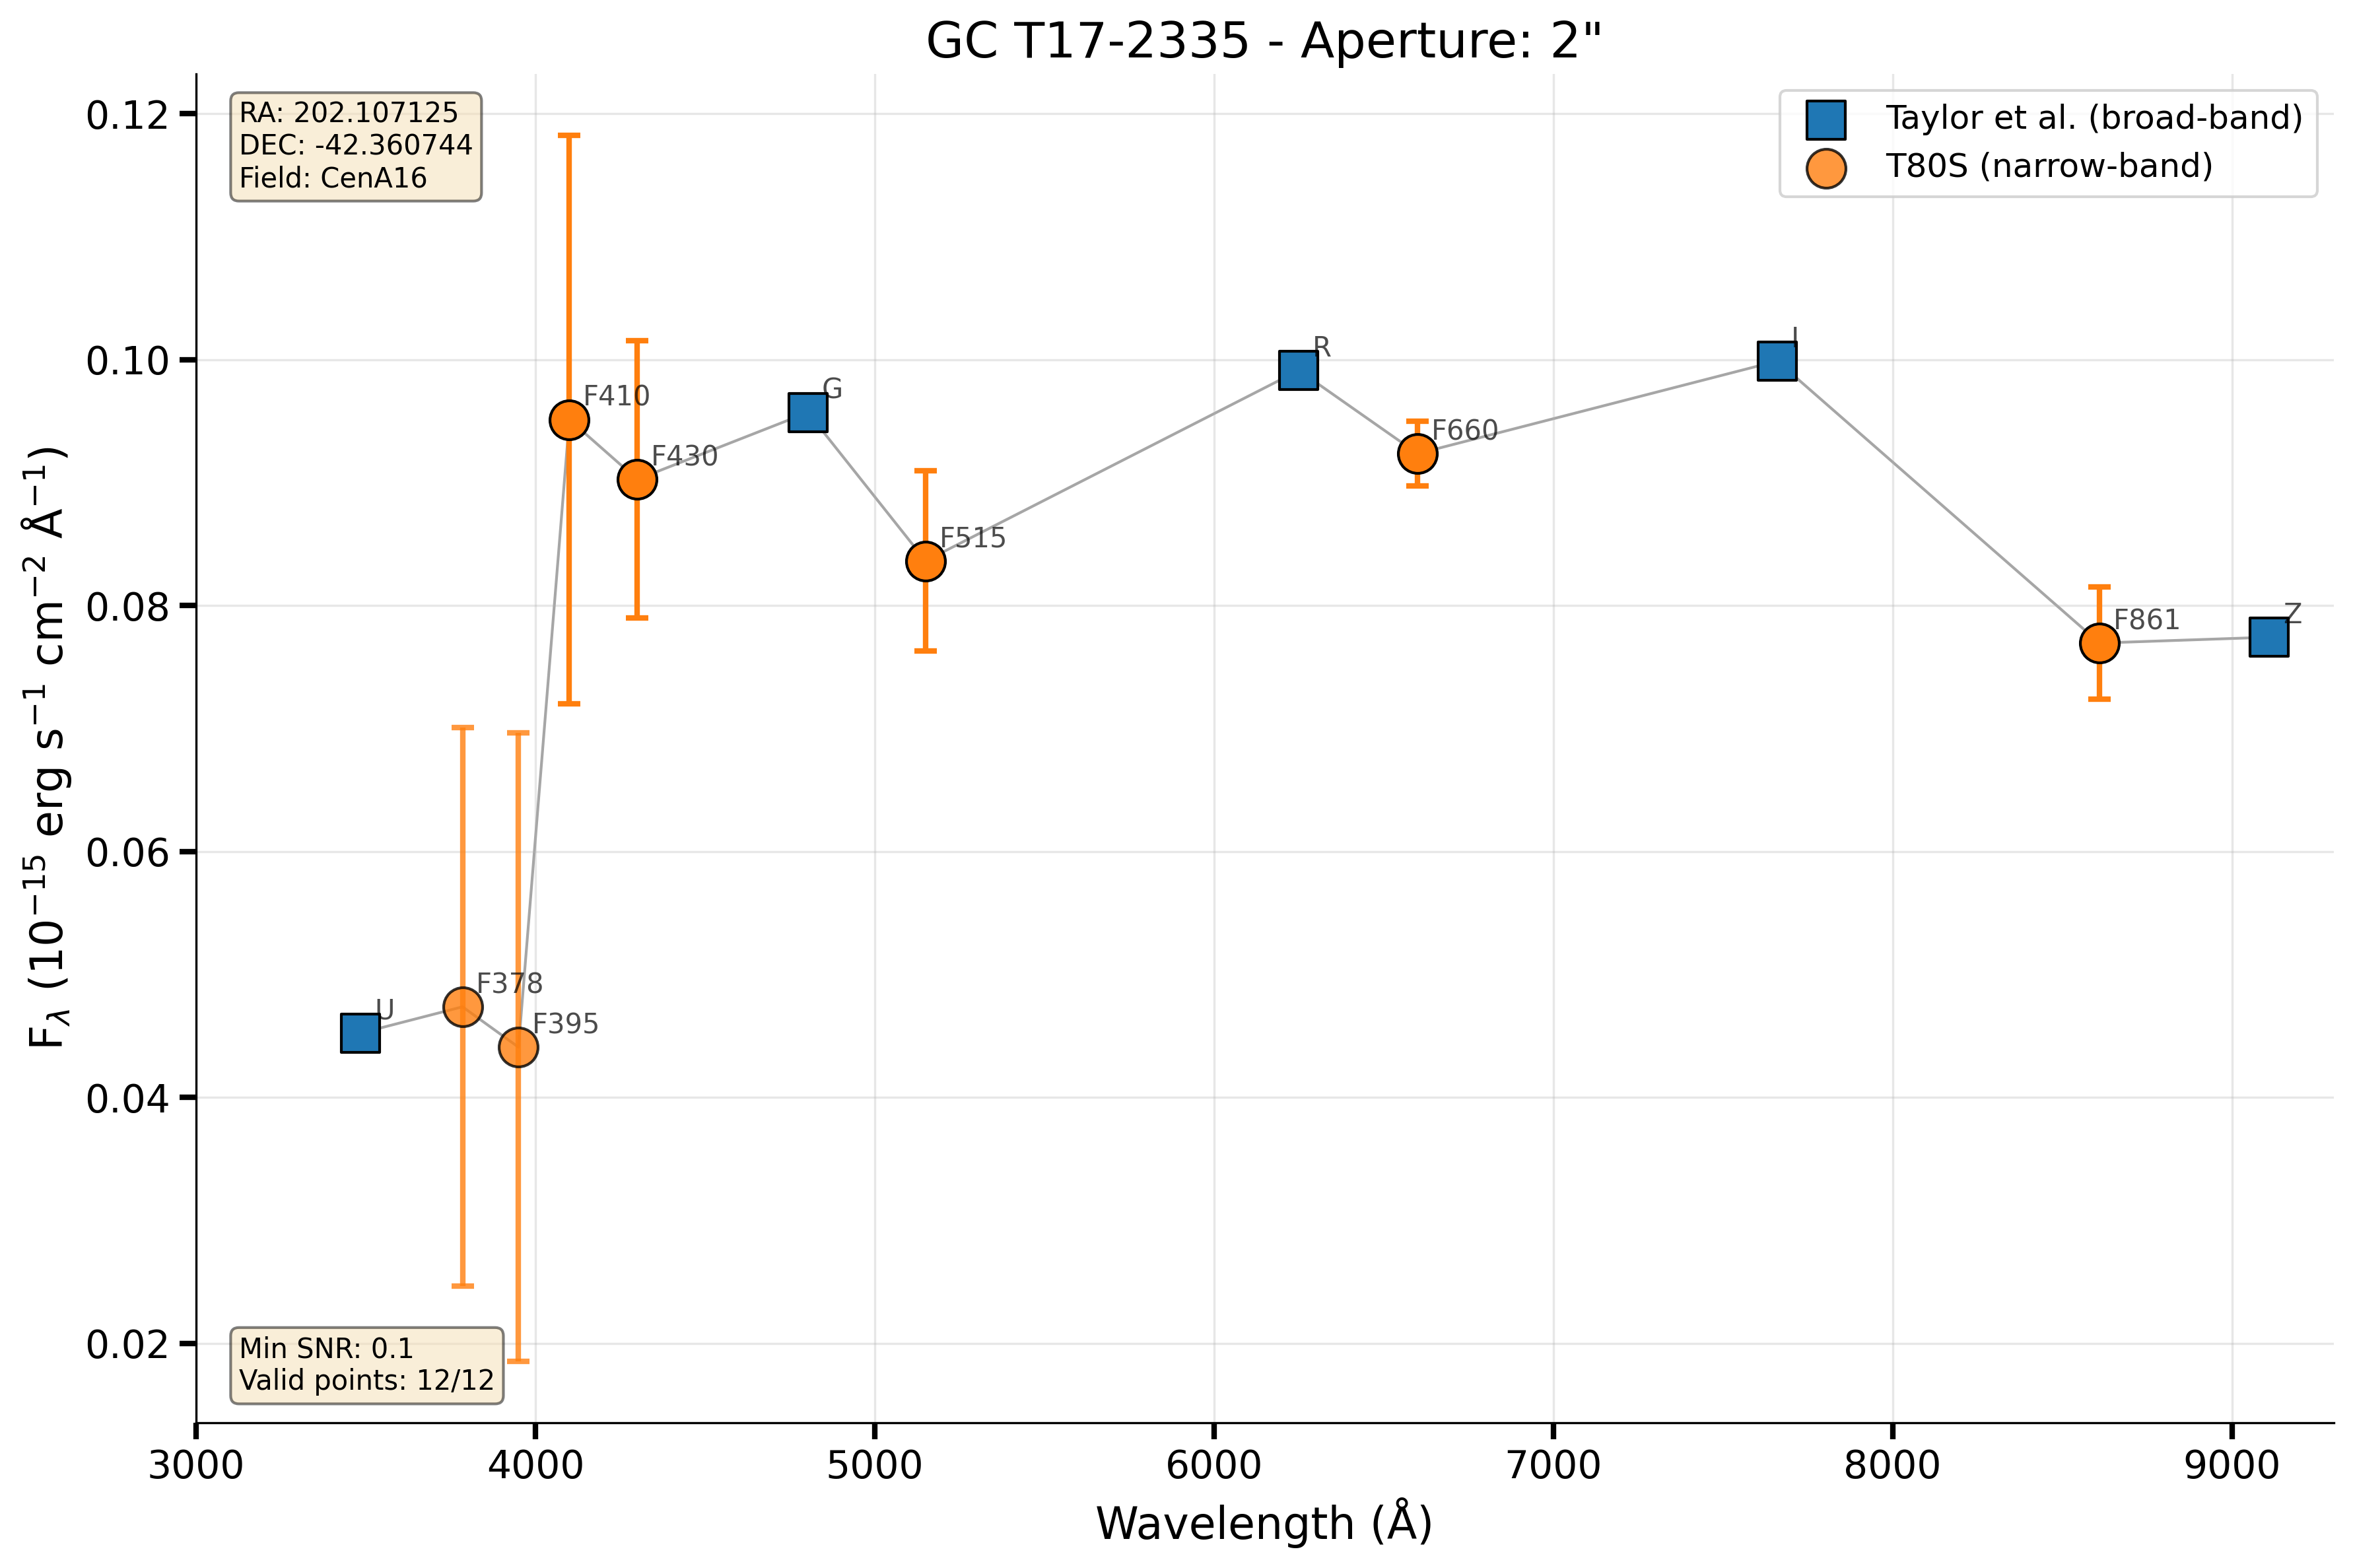 GC T17-2335 - Aperture: 2"
RA: 202.107125
DEC: -42.360744
Field: CenA16
Taylor et al. (broad-band)
T80S (narrow-band)
F_λ (10⁻¹⁵ erg s⁻¹ cm⁻² Å⁻¹)
0.12
0.10
0.08
0.06
0.04
0.02
U
F378
F395
F410
F430
G
F515
R
F660
I
F861
Z
Min SNR: 0.1
Valid points: 12/12
3000 4000 5000 6000 7000 8000 9000
Wavelength (Å)